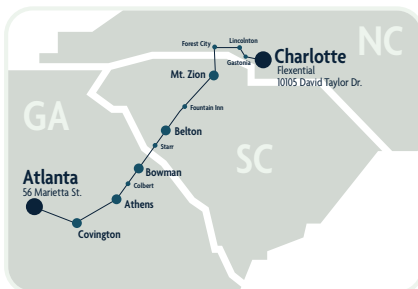 NC
Lincolnton
Forest City
Charlotte
Gastonia
Flexential
10105 David Taylor Dr.
Mt. Zion
Fountain Inn
GA
Belton
Starr
SC
Bowman
Atlanta
Colbert
56 Marietta St.
Athens
Covington